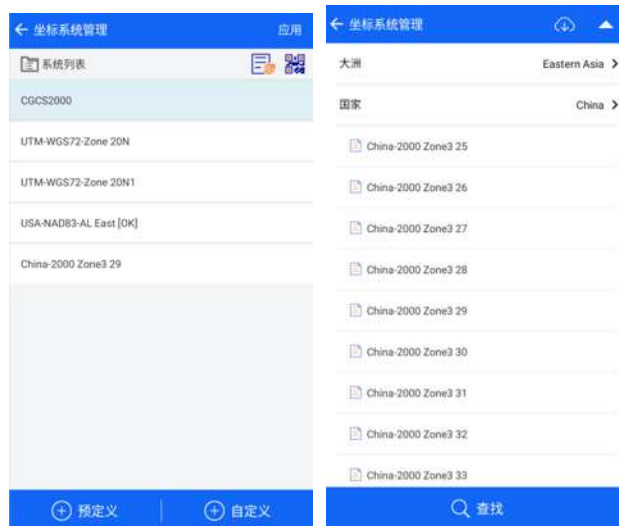 坐标系统管理 应用
系统列表
CGCS2000
UTM-WGS72-Zone 20N
UTM-WGS72-Zone 20N1
USA-NAD83-AL East [OK]
China-2000 Zone3 29
预定义 自定义
坐标系统管理
大洲 Eastern Asia
国家 China
China-2000 Zone3 25
China-2000 Zone3 26
China-2000 Zone3 27
China-2000 Zone3 28
China-2000 Zone3 29
China-2000 Zone3 30
China-2000 Zone3 31
China-2000 Zone3 32
China-2000 Zone3 33
查找